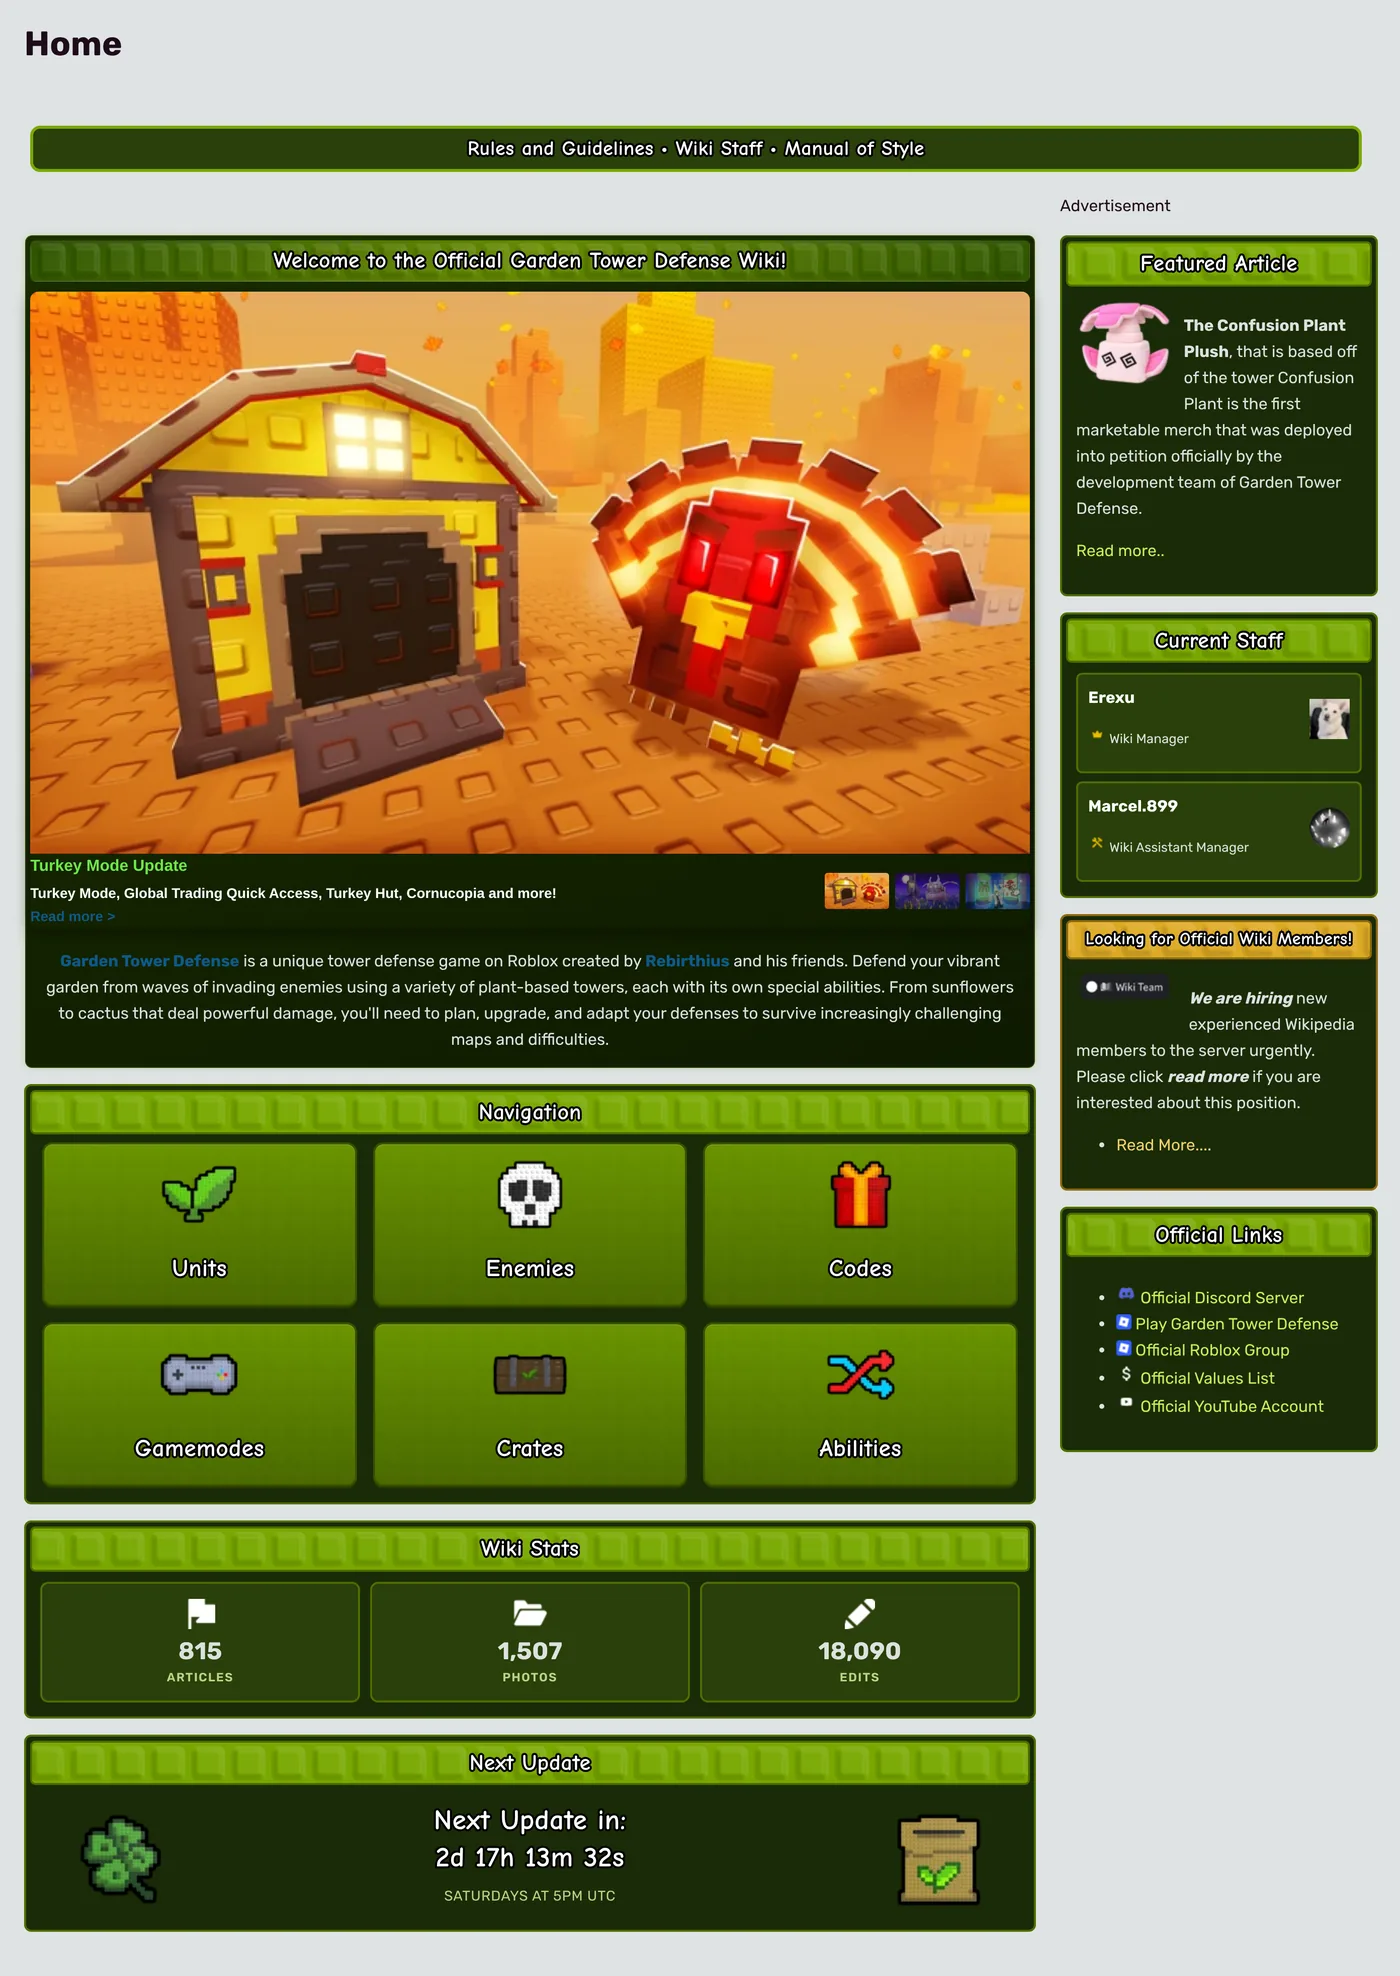 Home
Rules and Guidelines • Wiki Staff • Manual of Style
Advertisement
Welcome to the Official Garden Tower Defense Wiki!
Turkey Mode Update
Turkey Mode, Global Trading Quick Access, Turkey Hut, Cornucopia and more!
Read more >
Garden Tower Defense is a unique tower defense game on Roblox created by Rebirthius and his friends. Defend your vibrant
garden from waves of invading enemies using a variety of plant-based towers, each with its own special abilities. From sunflowers
to cactus that deal powerful damage, you'll need to plan, upgrade, and adapt your defenses to survive increasingly challenging
maps and difficulties.
Navigation
Units
Enemies
Codes
Gamemodes
Crates
Abilities
Wiki Stats
815
ARTICLES
1,507
PHOTOS
18,090
EDITS
Next Update
Next Update in:
2d 17h 13m 32s
SATURDAYS AT 5PM UTC
Featured Article
The Confusion Plant
Plush, that is based off
of the tower Confusion
Plant is the first
marketable merch that was deployed
into petition officially by the
development team of Garden Tower
Defense.
Read more..
Current Staff
Erexu
Wiki Manager
Marcel.899
Wiki Assistant Manager
Looking for Official Wiki Members!
Wiki Team
We are hiring new
experienced Wikipedia
members to the server urgently.
Please click read more if you are
interested about this position.
• Read More....
Official Links
• Official Discord Server
• Play Garden Tower Defense
• Official Roblox Group
• $ Official Values List
• Official YouTube Account